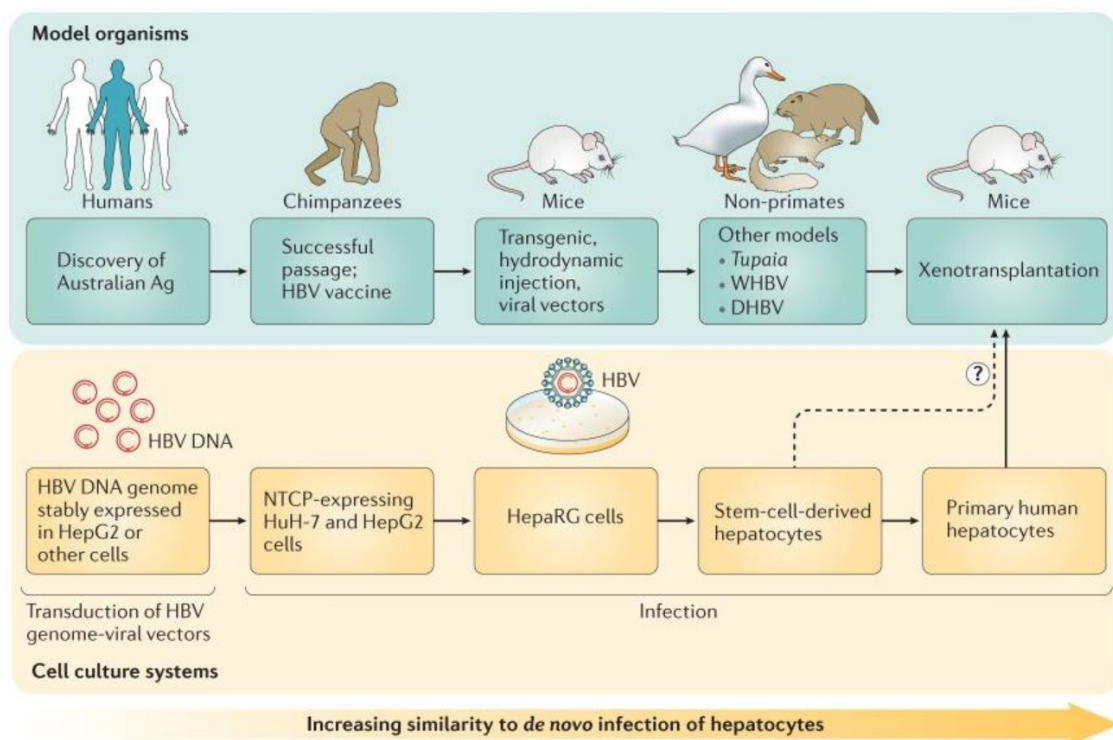 Model organisms
Humans
Chimpanzees
Mice
Non-primates
Mice
Discovery of
Australian Ag
Successful
passage;
HBV vaccine
Transgenic,
hydrodynamic
injection,
viral vectors
Other models
• Tupaia
• WHBV
• DHBV
Xenotransplantation
?
HBV DNA
HBV
HBV DNA genome
stably expressed
in HepG2 or
other cells
NTCP-expressing
HuH-7 and HepG2
cells
HepaRG cells
Stem-cell-derived
hepatocytes
Primary human
hepatocytes
Transduction of HBV
genome-viral vectors
Infection
Cell culture systems
Increasing similarity to de novo infection of hepatocytes